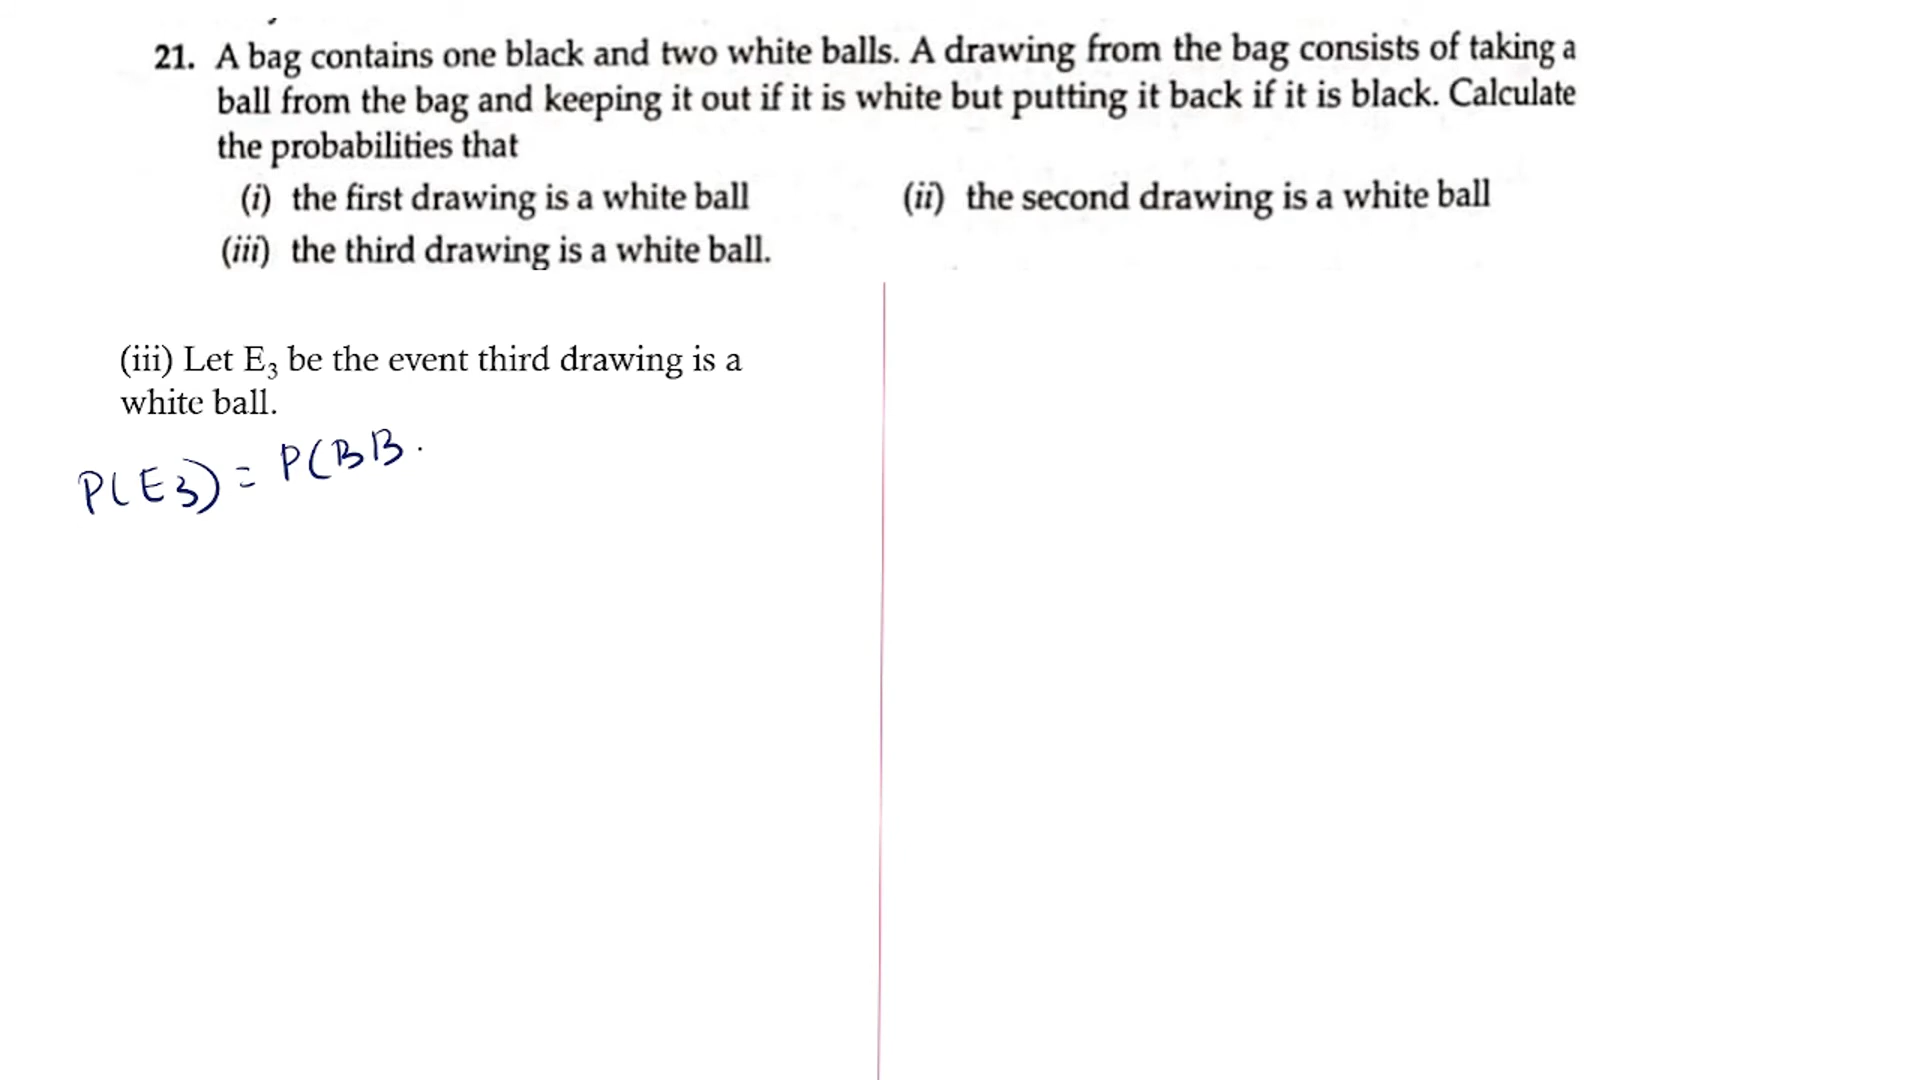 21. A bag contains one black and two white balls. A drawing from the bag consists of taking a
ball from the bag and keeping it out if it is white but putting it back if it is black. Calculate
the probabilities that
(i) the first drawing is a white ball (ii) the second drawing is a white ball
(iii) the third drawing is a white ball.
(iii) Let E₃ be the event third drawing is a
white ball.
P(E3) = P(BB.